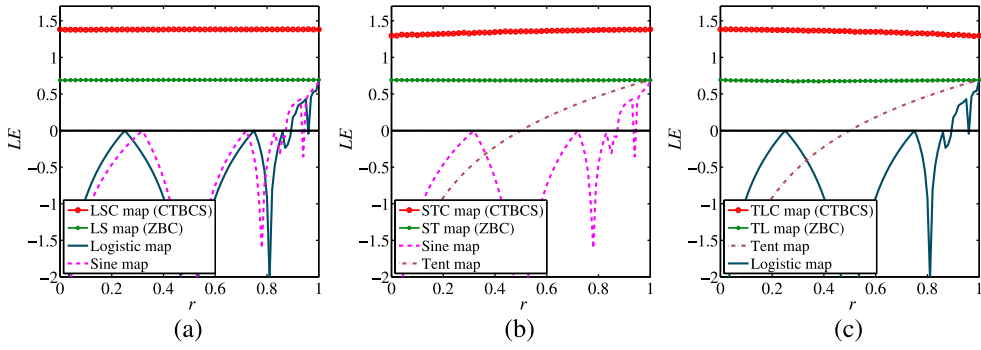 1.5
1
0.5
0
−0.5
−1
−1.5
−2
LE
LSC map (CTBCS)
LS map (ZBC)
Logistic map
Sine map
0 0.2 0.4 0.6 0.8 1
r
(a)
1.5
1
0.5
0
−0.5
−1
−1.5
−2
LE
STC map (CTBCS)
ST map (ZBC)
Sine map
Tent map
0 0.2 0.4 0.6 0.8 1
r
(b)
1.5
1
0.5
0
−0.5
−1
−1.5
−2
LE
TLC map (CTBCS)
TL map (ZBC)
Tent map
Logistic map
0 0.2 0.4 0.6 0.8 1
r
(c)